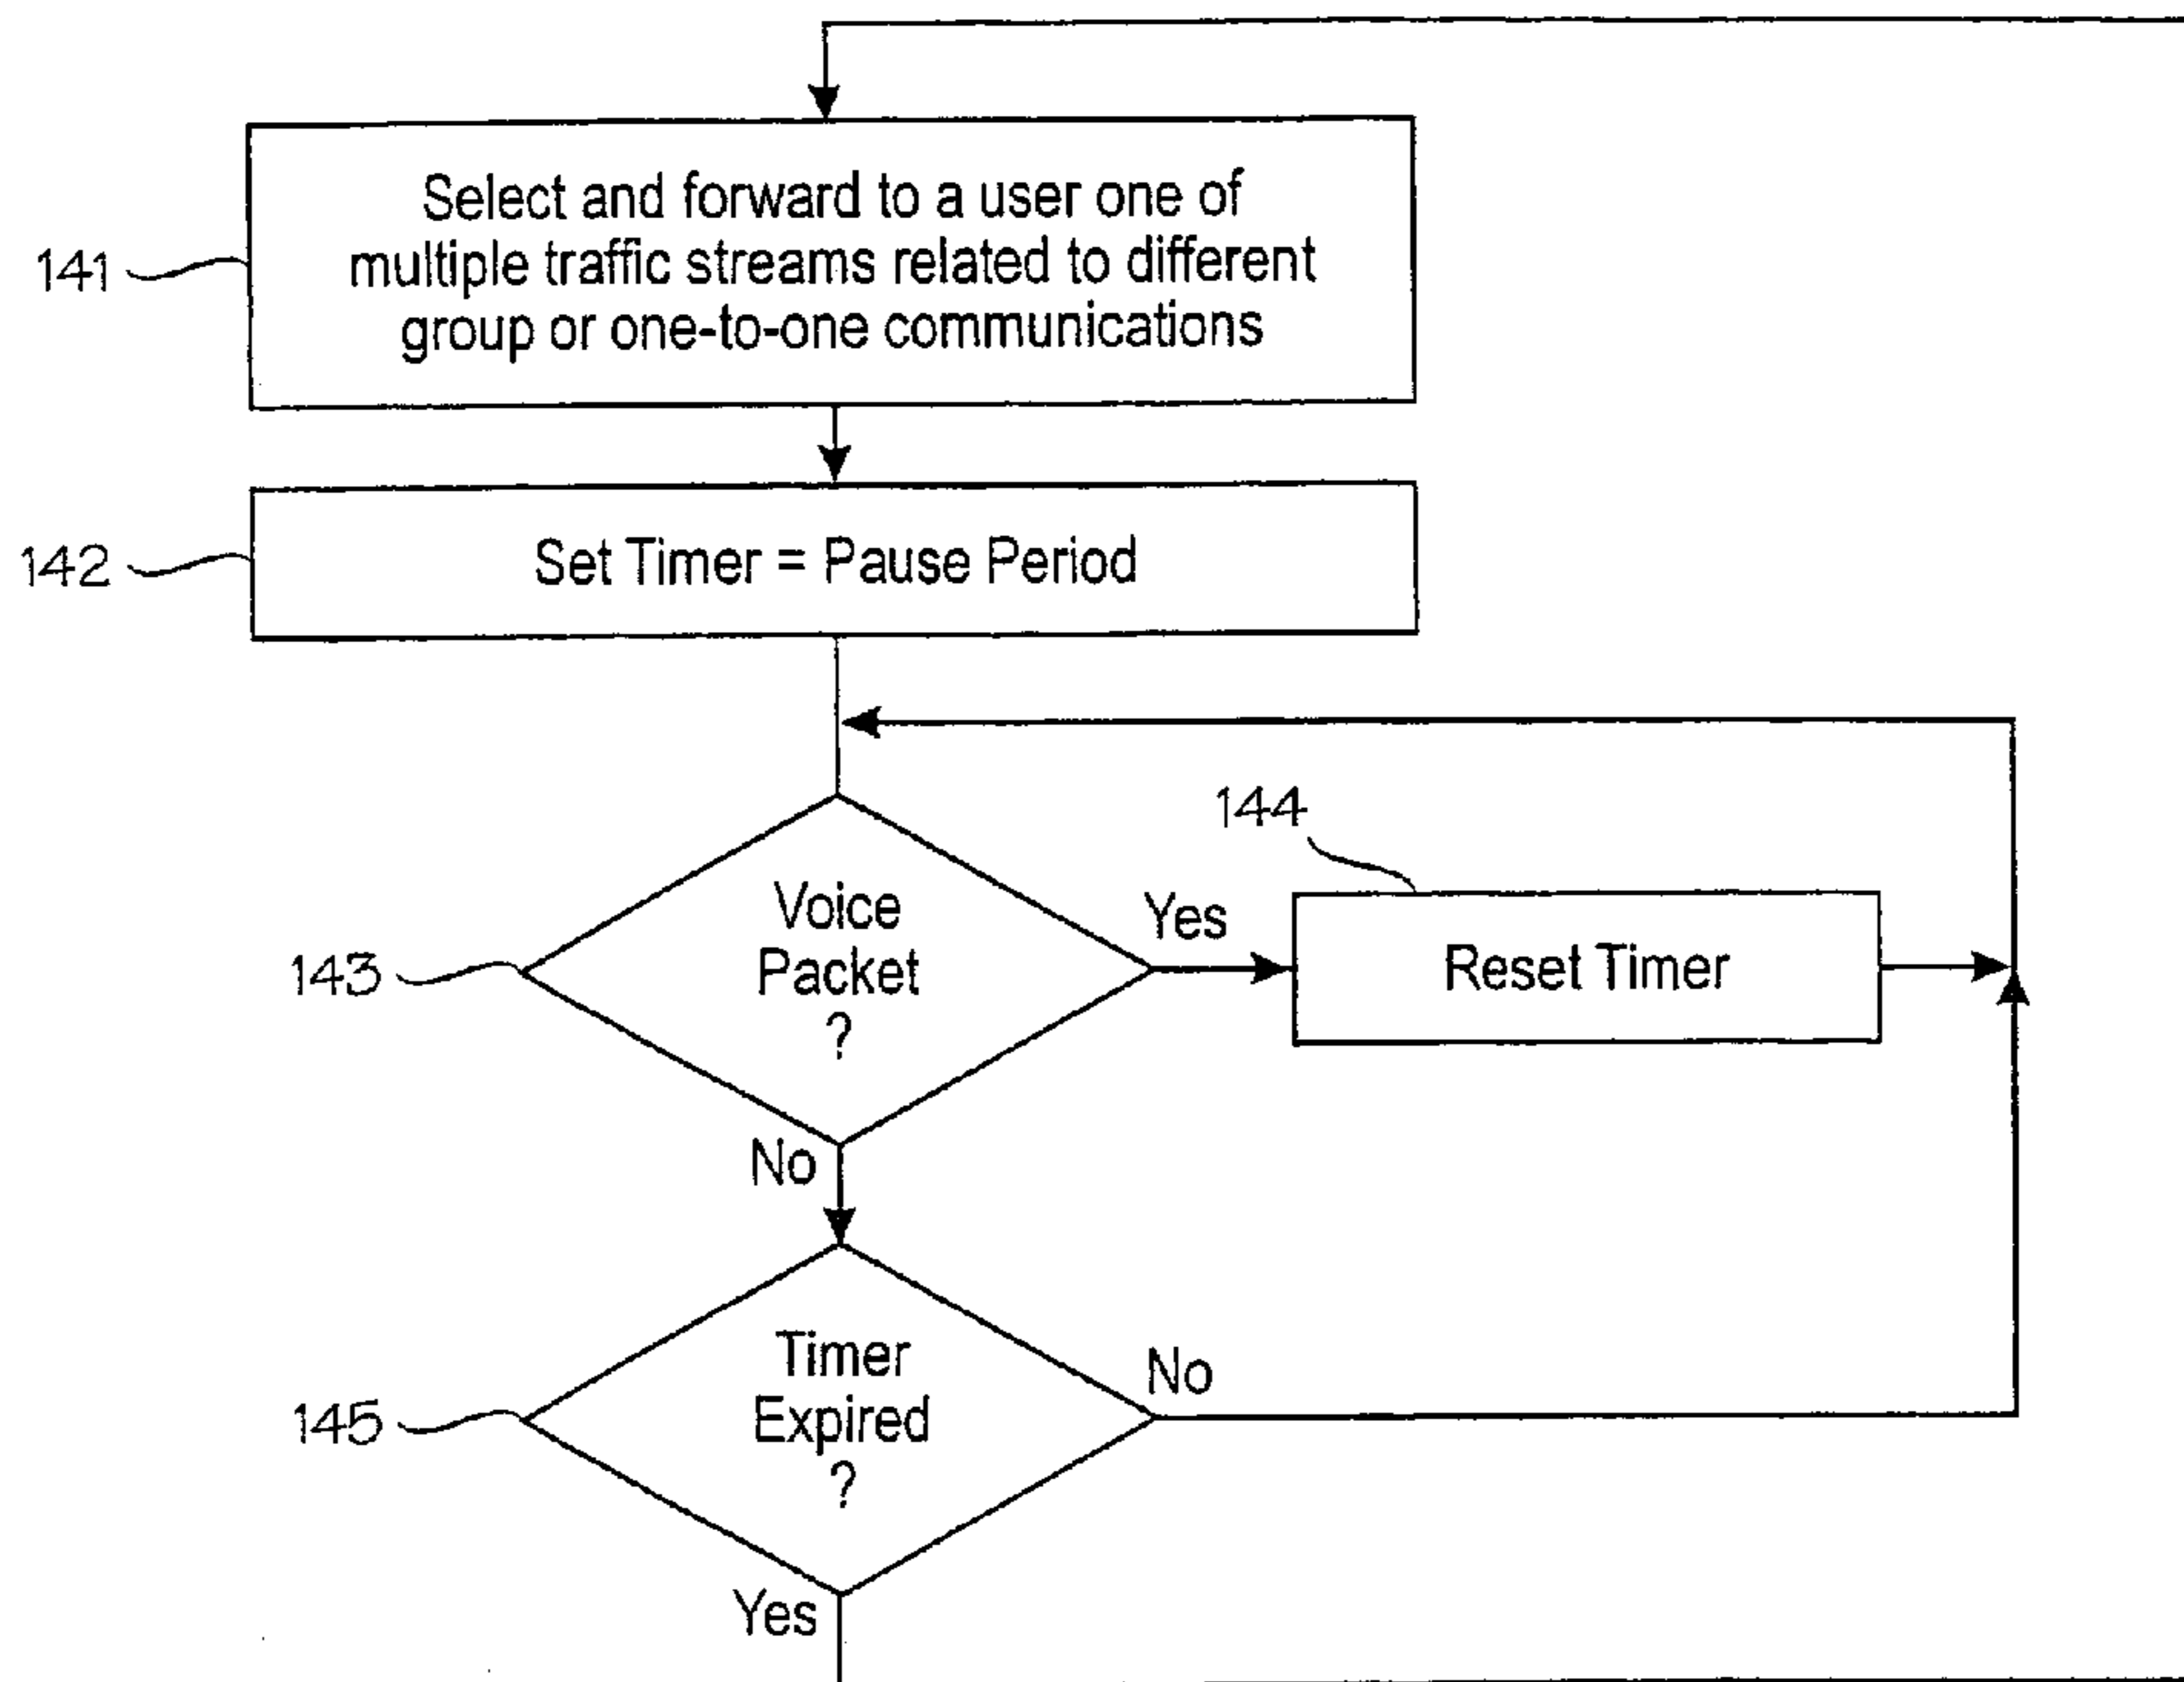 141
Select and forward to a user one of
multiple traffic streams related to different
group or one-to-one communications
142
Set Timer = Pause Period
143
Voice
Packet
?
Yes
144
Reset Timer
No
145
Timer
Expired
?
No
Yes